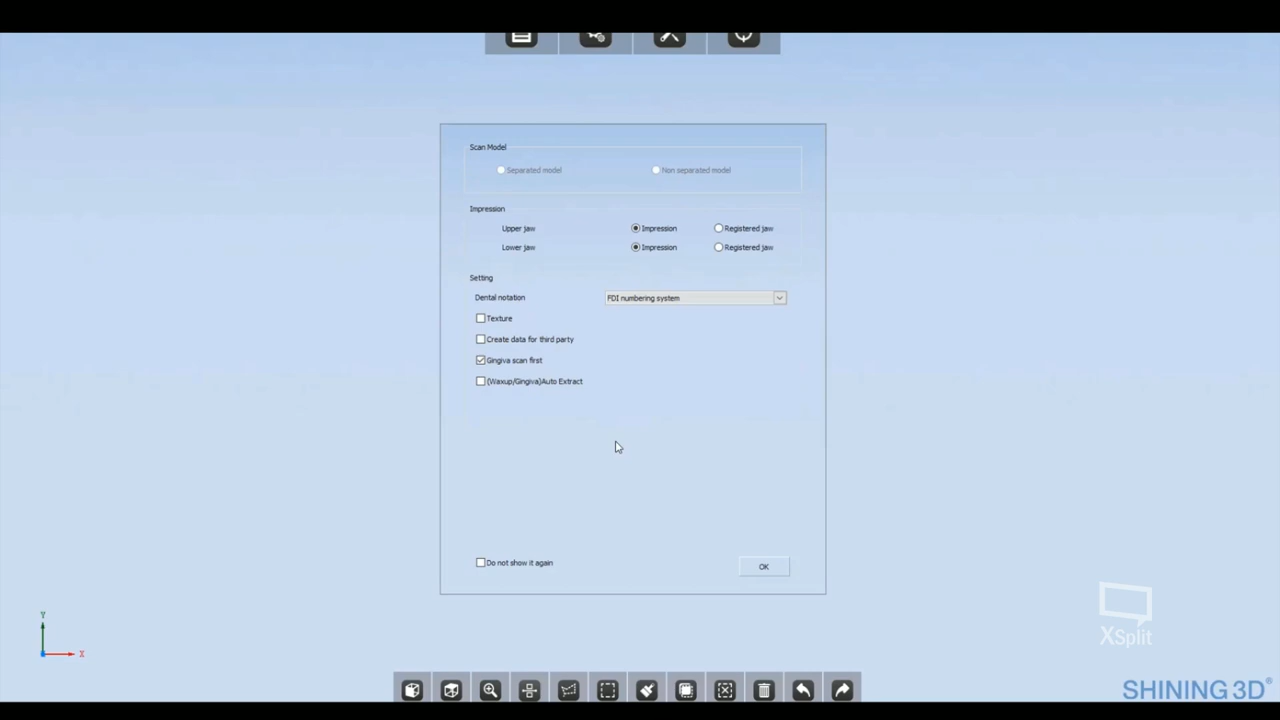 Scan Model
Separated model Non separated model
Impression
Upper jaw Impression Registered jaw
Lower jaw Impression Registered jaw
Setting
Dental notation FDI numbering system
Texture
Create data for third party
Gingiva scan first
(Waxup/Gingiva)Auto Extract
Do not show it again OK
Y
X
XSplit
SHINING 3D®